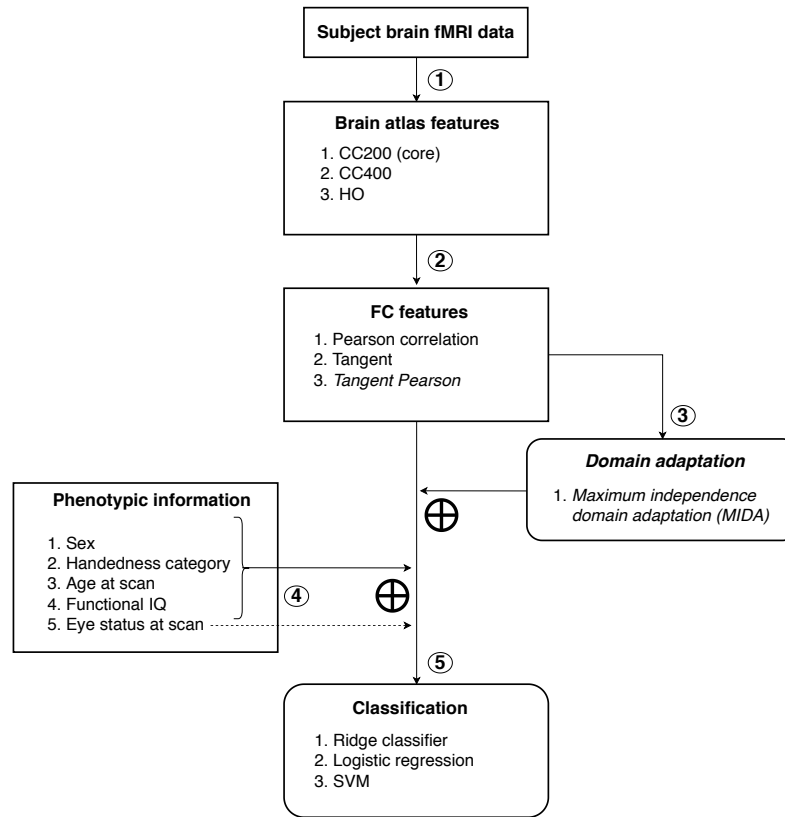 Subject brain fMRI data
1
Brain atlas features
1. CC200 (core)
2. CC400
3. HO
2
FC features
1. Pearson correlation
2. Tangent
3. Tangent Pearson
3
Domain adaptation
1. Maximum independence
domain adaptation (MIDA)
Phenotypic information
1. Sex
2. Handedness category
3. Age at scan
4. Functional IQ
5. Eye status at scan
4
5
Classification
1. Ridge classifier
2. Logistic regression
3. SVM